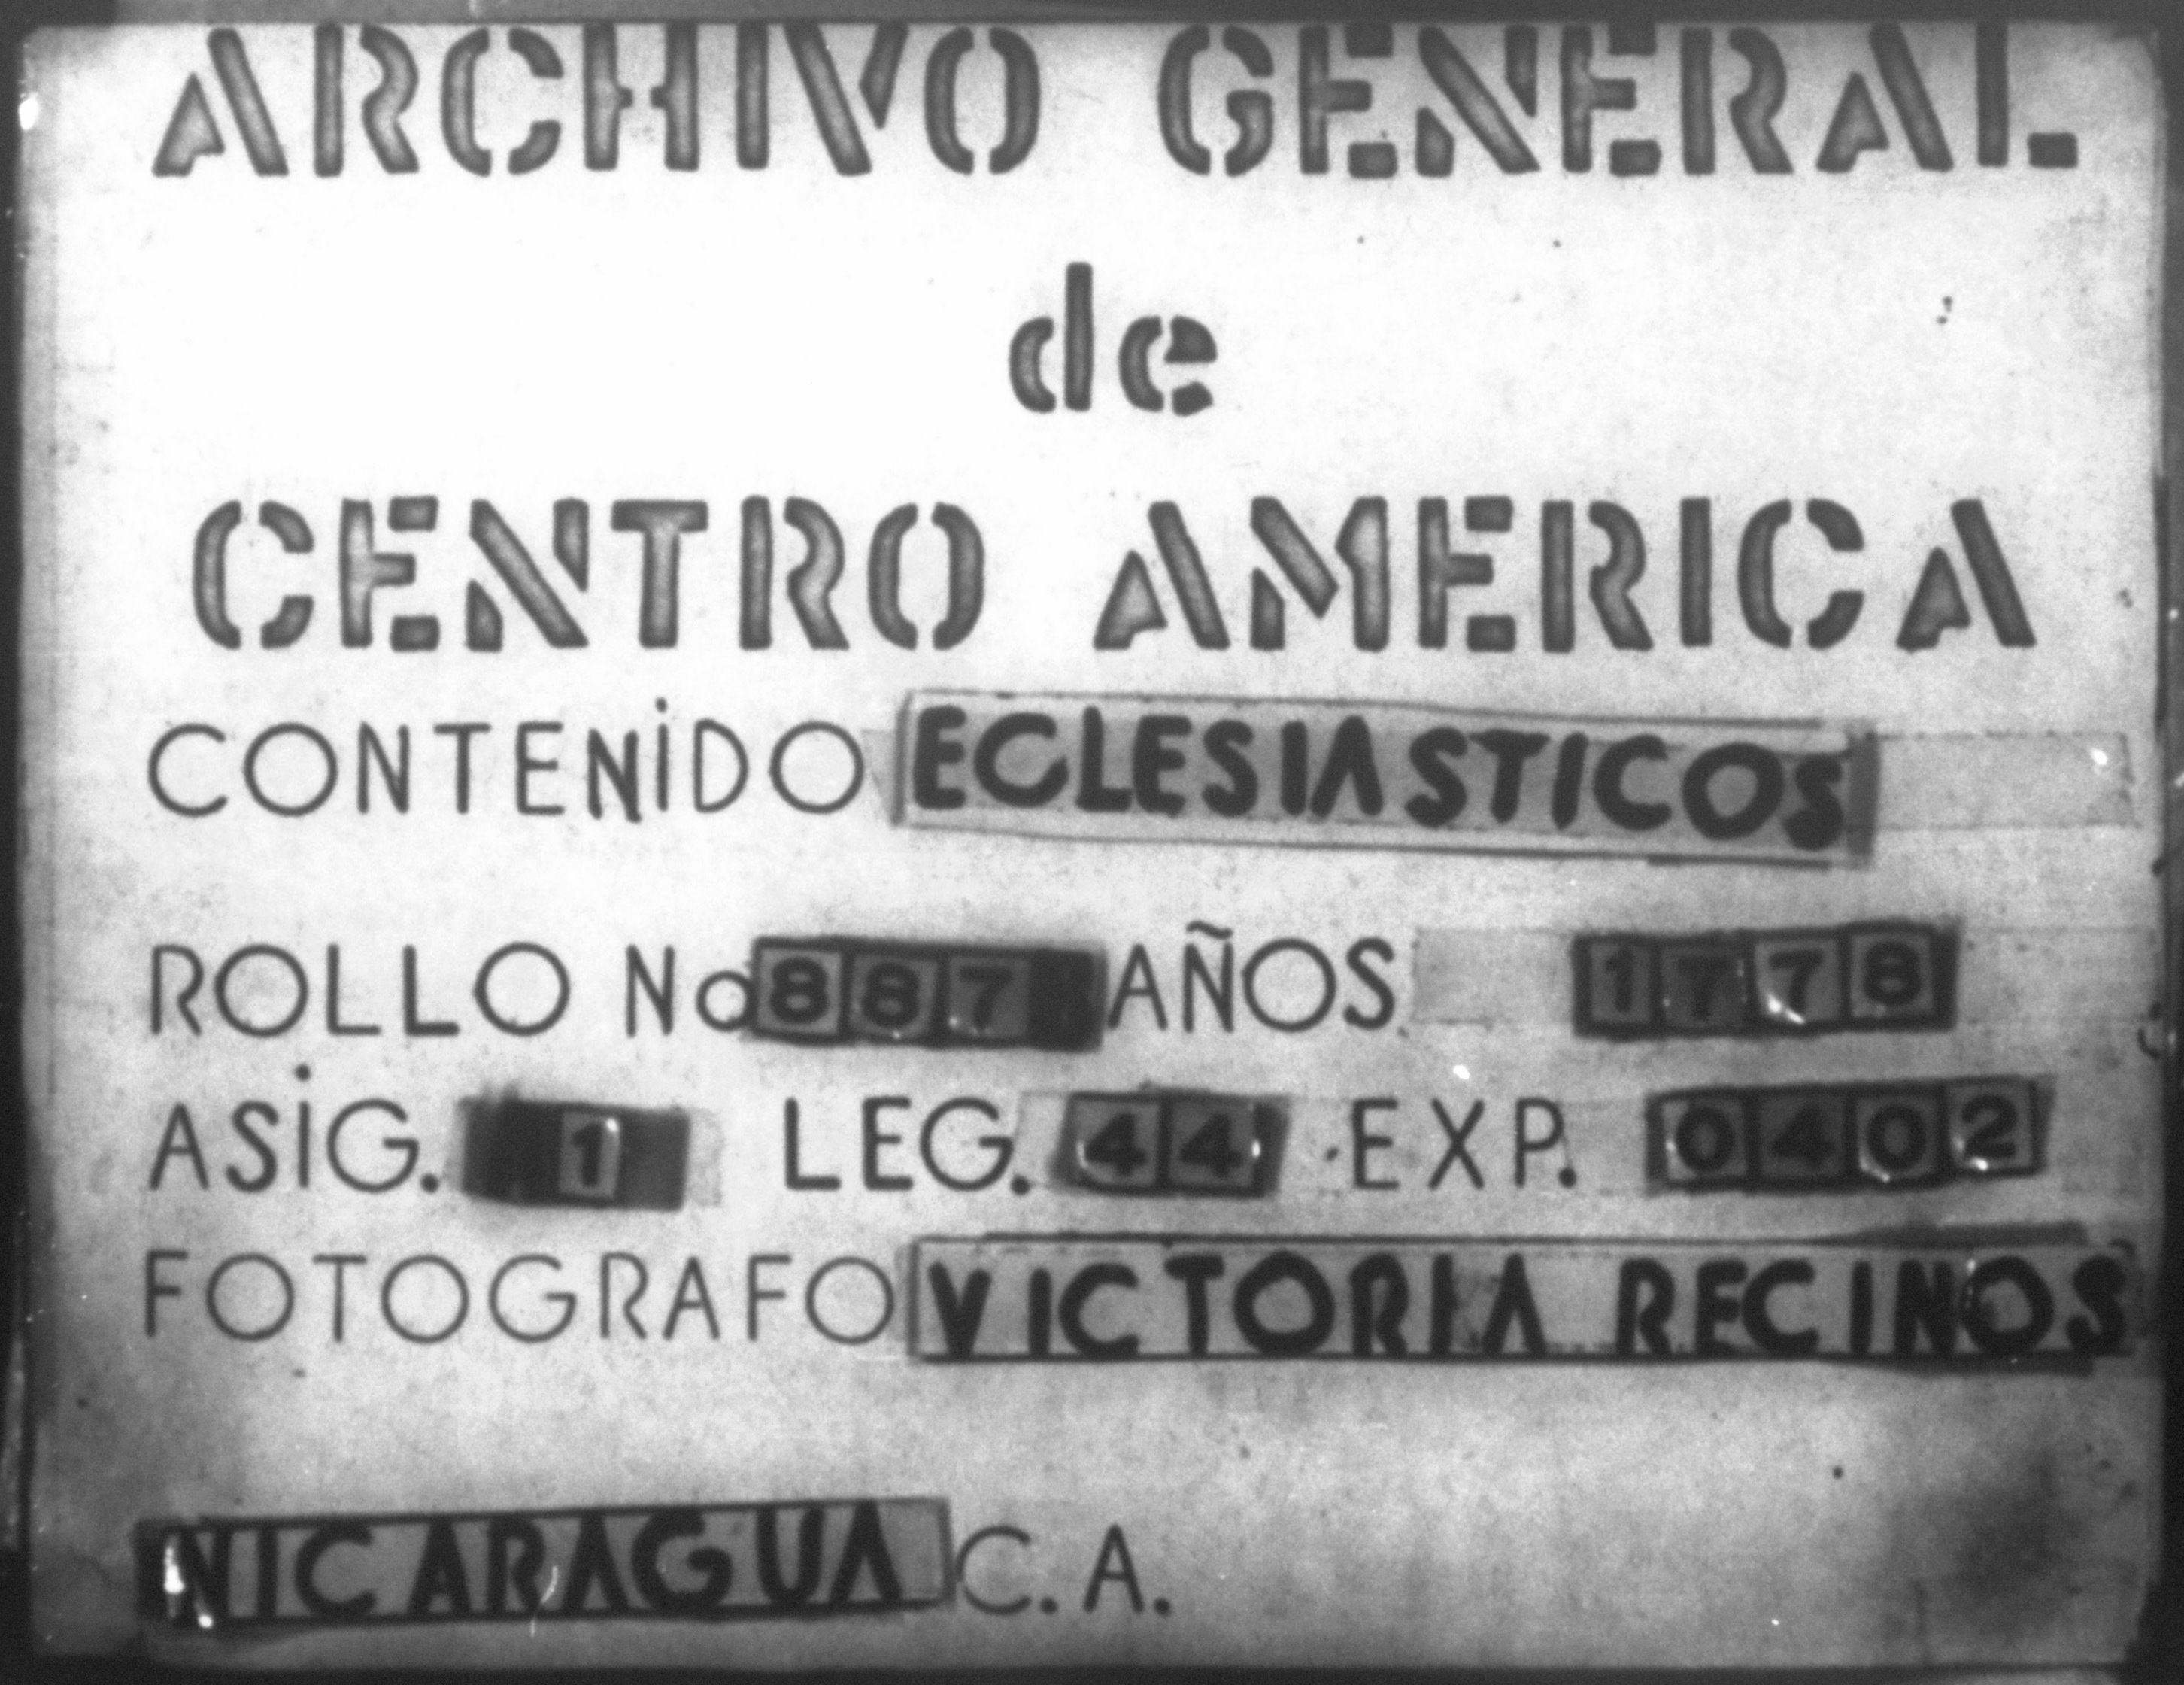 ARCHIVO GENERAL
de
CENTRO AMERICA
CONTENIDO ECLESIASTICOS
ROLLO No 887 AÑOS 1778
ASIG. 1 LEG. 44 EXP. 0402
FOTOGRAFO VICTORIA RECINOS
NICARAGUA C.A.